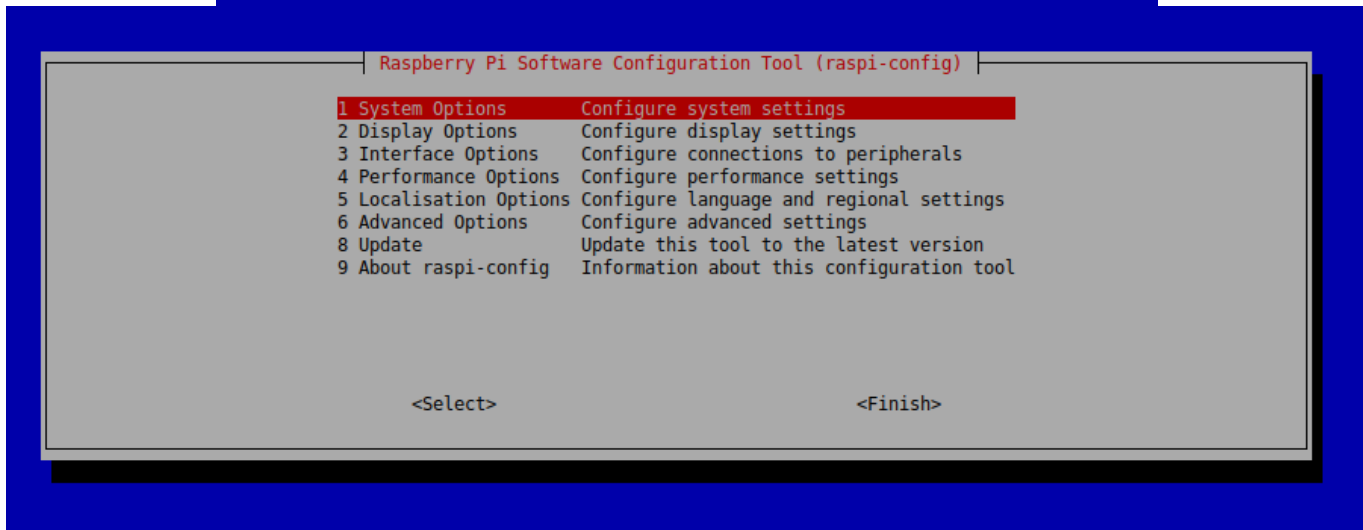 Raspberry Pi Software Configuration Tool (raspi-config)
1 System Options Configure system settings
2 Display Options Configure display settings
3 Interface Options Configure connections to peripherals
4 Performance Options Configure performance settings
5 Localisation Options Configure language and regional settings
6 Advanced Options Configure advanced settings
8 Update Update this tool to the latest version
9 About raspi-config Information about this configuration tool
<Select> <Finish>